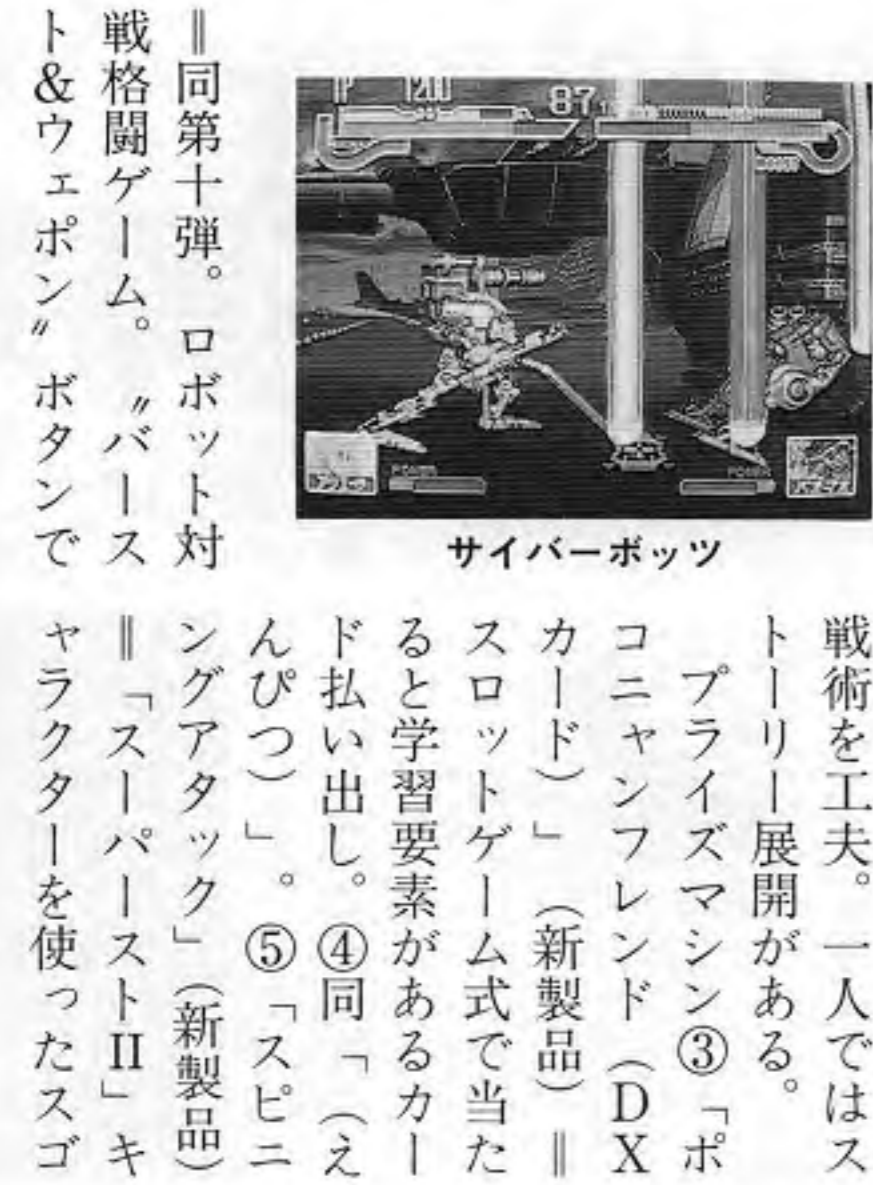 87
サイバーボッツ
＝同第十弾。ロボット対
戦格闘ゲーム。〝バース
ト&ウェポン〟ボタンで
戦術を工夫。一人ではス
トーリー展開がある。
プライズマシン③「ポ
コニャンフレンド（DX
カード）」（新製品）＝
スロットゲーム式で当た
ると学習要素があるカー
ド払い出し。④同「（え
んぴつ）」。⑤「スピニ
ングアタック」（新製品）
＝「スーパーストII」キ
ャラクターを使ったスゴ